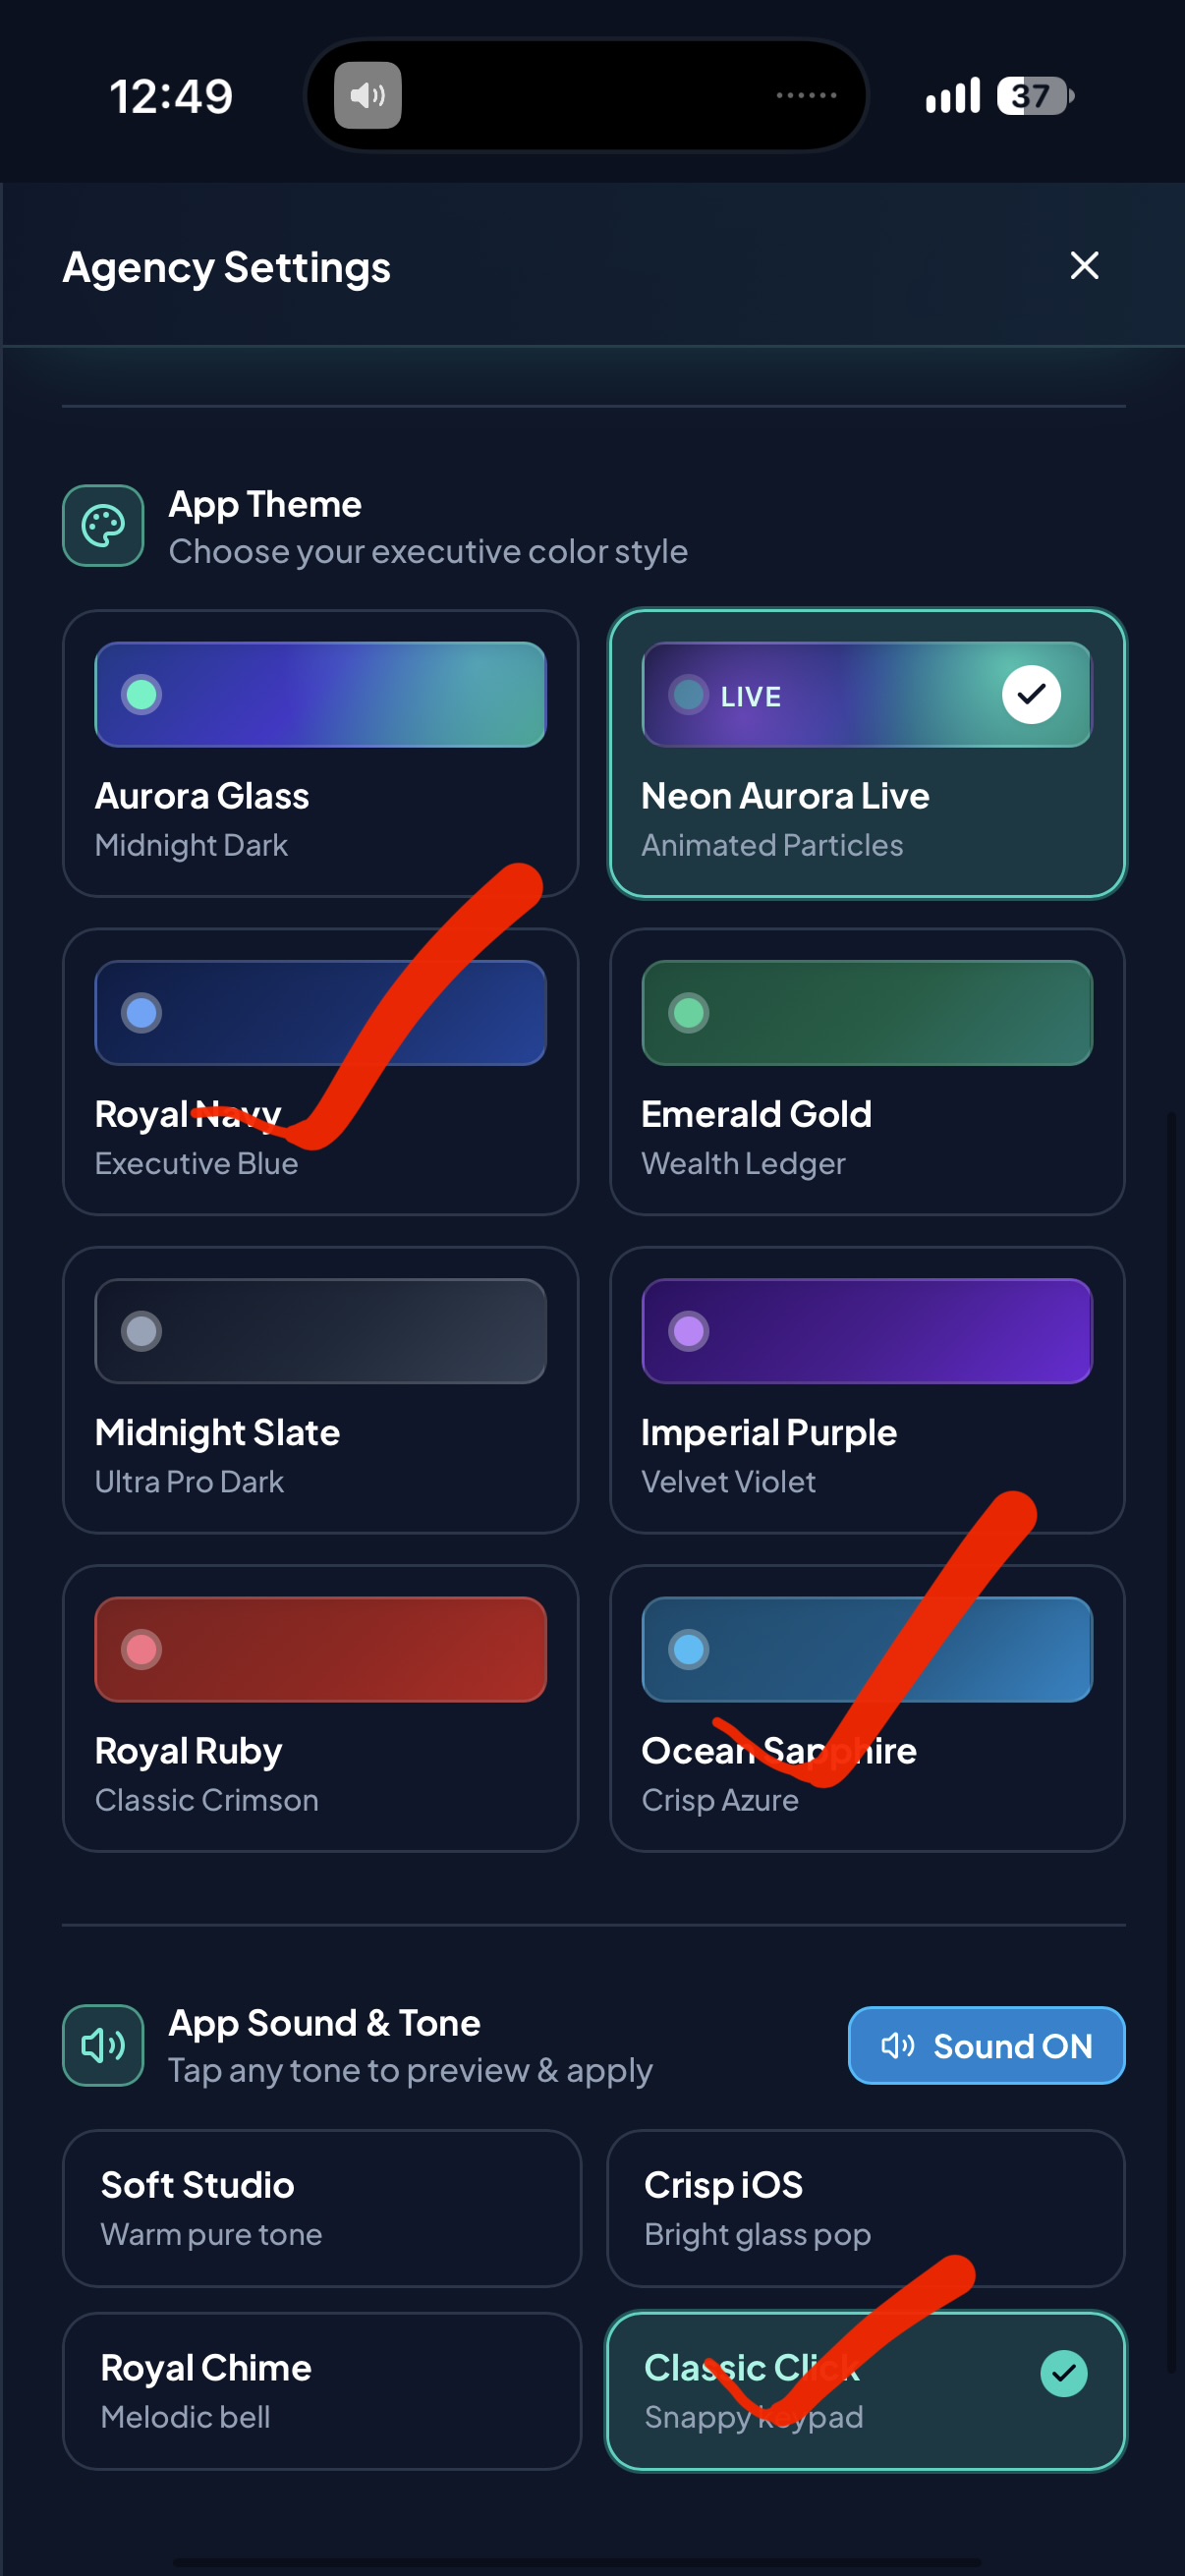 12:49
37
Agency Settings
App Theme
Choose your executive color style
LIVE
Aurora Glass
Neon Aurora Live
Midnight Dark
Animated Particles
Royal Navy
Emerald Gold
Executive Blue
Wealth Ledger
Midnight Slate
Imperial Purple
Ultra Pro Dark
Velvet Violet
Royal Ruby
Ocean Sapphire
Classic Crimson
Crisp Azure
App Sound & Tone
Tap any tone to preview & apply
Sound ON
Soft Studio
Crisp iOS
Warm pure tone
Bright glass pop
Royal Chime
Classic Click
Melodic bell
Snappy keypad